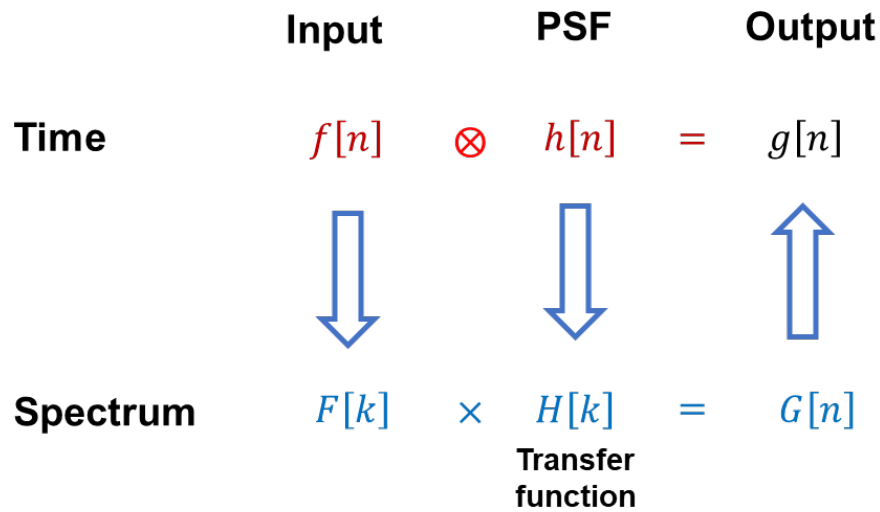 Input PSF Output
Time f[n] ⊗ h[n] = g[n]
Spectrum F[k] × H[k] = G[n]
Transfer
function